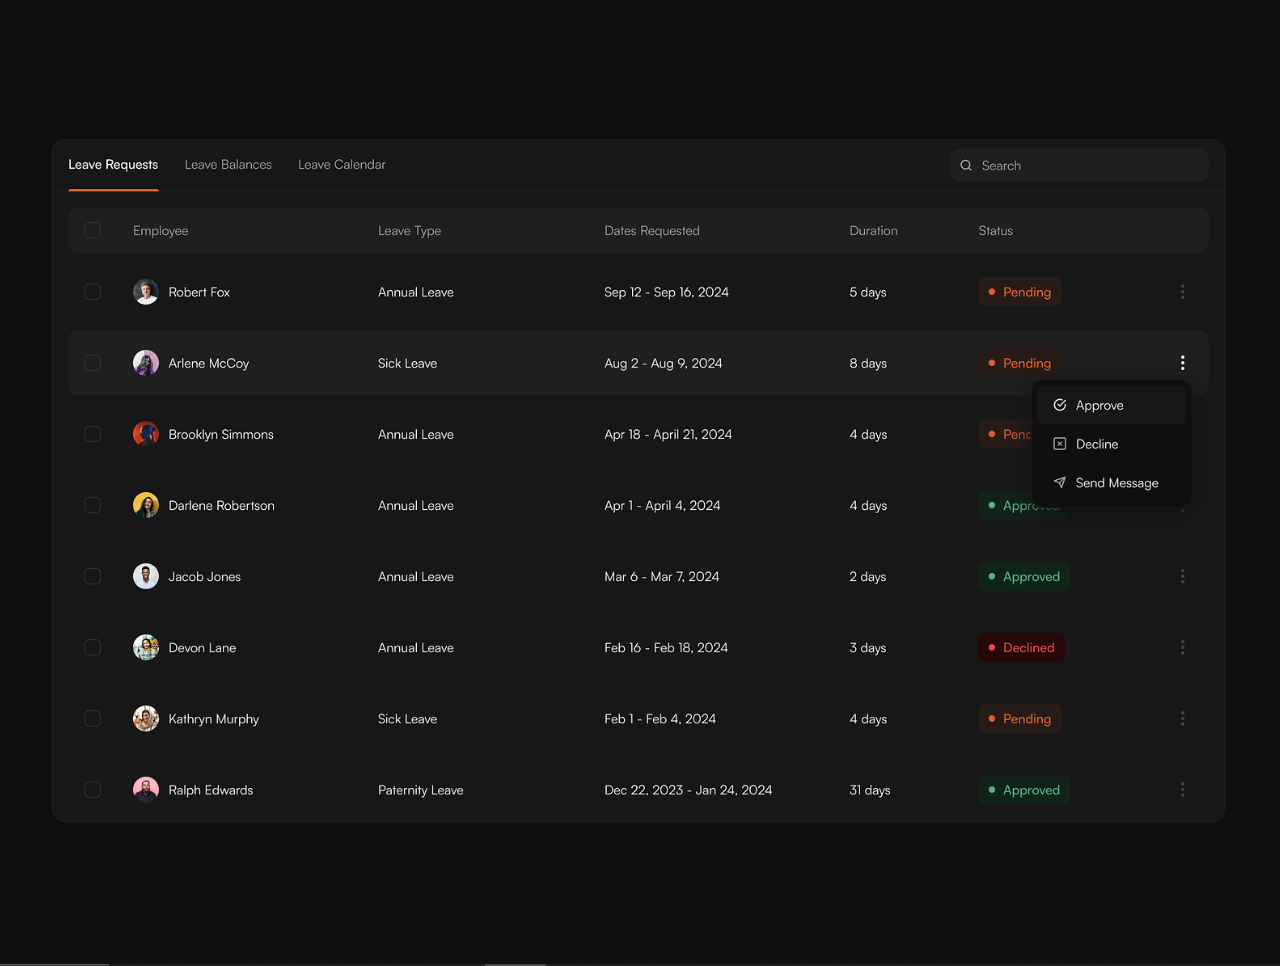 Leave Requests Leave Balances Leave Calendar Search
Employee Leave Type Dates Requested Duration Status
Robert Fox Annual Leave Sep 12 - Sep 16, 2024 5 days Pending
Arlene McCoy Sick Leave Aug 2 - Aug 9, 2024 8 days Pending
Approve
Brooklyn Simmons Annual Leave Apr 18 - April 21, 2024 4 days Pend
Decline
Send Message
Darlene Robertson Annual Leave Apr 1 - April 4, 2024 4 days Approved
Jacob Jones Annual Leave Mar 6 - Mar 7, 2024 2 days Approved
Devon Lane Annual Leave Feb 16 - Feb 18, 2024 3 days Declined
Kathryn Murphy Sick Leave Feb 1 - Feb 4, 2024 4 days Pending
Ralph Edwards Paternity Leave Dec 22, 2023 - Jan 24, 2024 31 days Approved